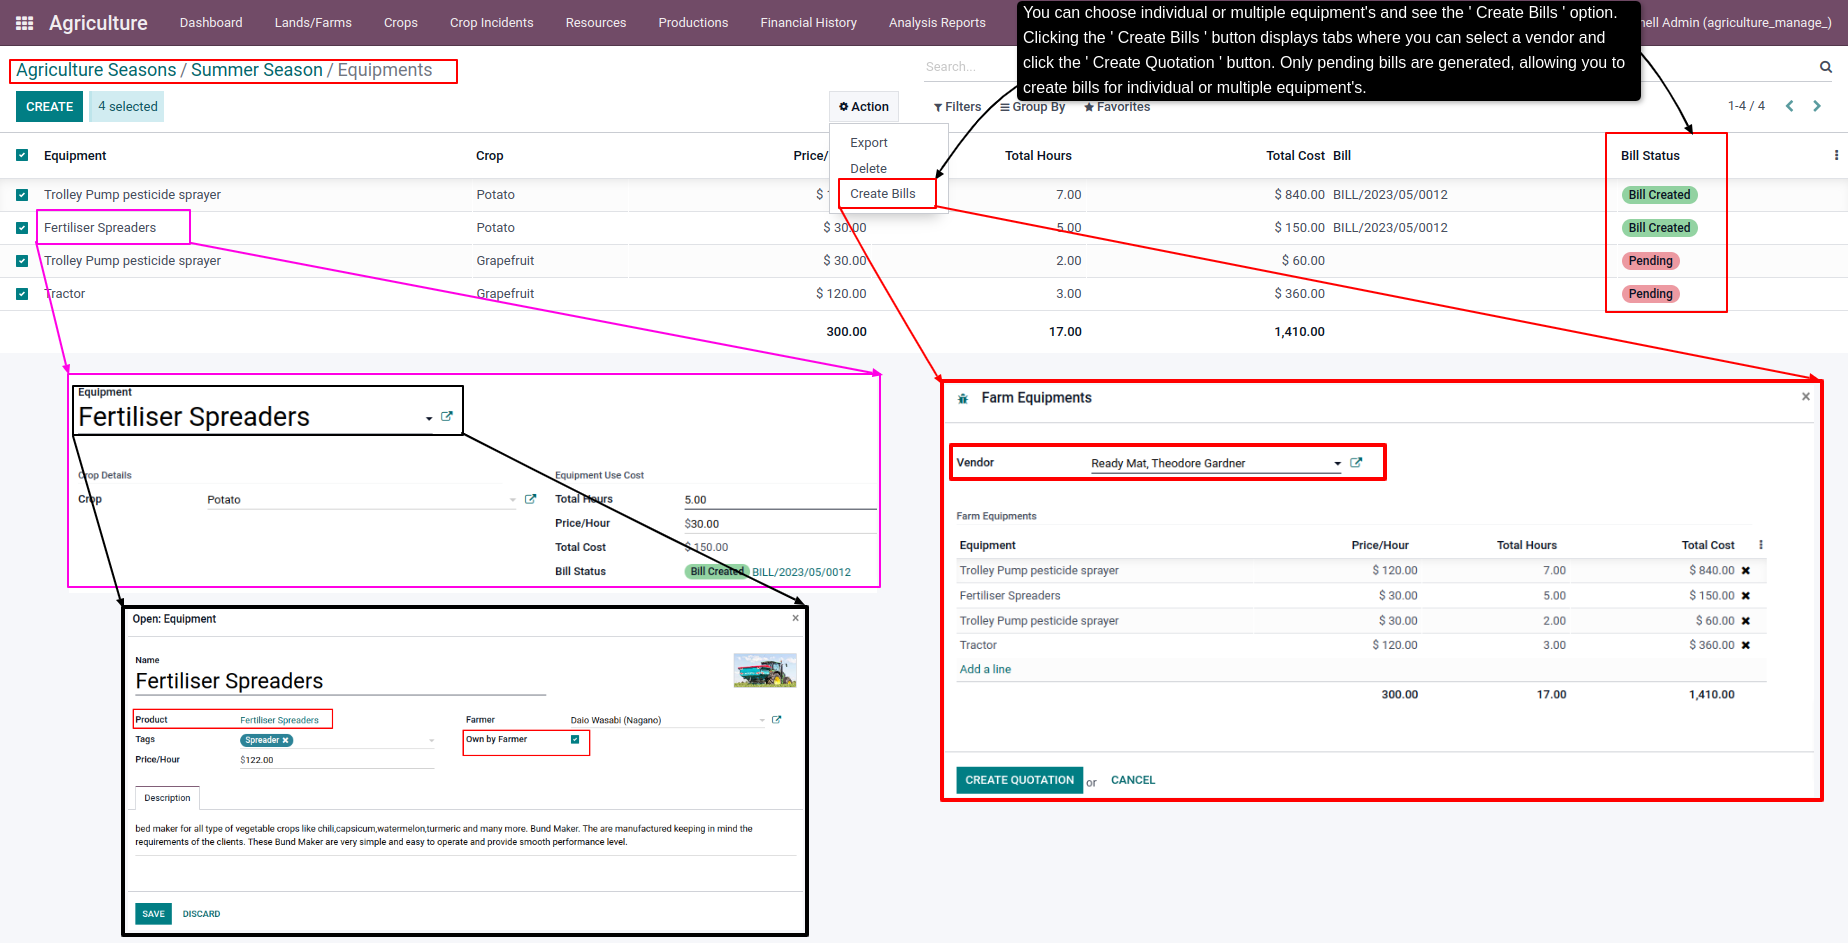 Agriculture Dashboard Lands/Farms Crops Crop Incidents Resources Productions Financial History Analysis Reports
nell Admin (agriculture_manage_)
You can choose individual or multiple equipment's and see the ' Create Bills ' option.
Clicking the ' Create Bills ' button displays tabs where you can select a vendor and
click the ' Create Quotation ' button. Only pending bills are generated, allowing you to
create bills for individual or multiple equipment's.
Agriculture Seasons / Summer Season / Equipments
Search...
CREATE 4 selected Action Filters Group By Favorites 1-4 / 4
Export
Delete
Create Bills
Equipment Crop Price/ Total Hours Total Cost Bill Bill Status
Trolley Pump pesticide sprayer Potato $ 7.00 $ 840.00 BILL/2023/05/0012 Bill Created
Fertiliser Spreaders Potato $ 30.00 5.00 $ 150.00 BILL/2023/05/0012 Bill Created
Trolley Pump pesticide sprayer Grapefruit $ 30.00 2.00 $ 60.00 Pending
Tractor Grapefruit $ 120.00 3.00 $ 360.00 Pending
300.00 17.00 1,410.00
Equipment
Fertiliser Spreaders
Crop Details Equipment Use Cost
Crop Potato Total Hours 5.00
Price/Hour $30.00
Total Cost $ 150.00
Bill Status Bill Created BILL/2023/05/0012
Open: Equipment ×
Name
Fertiliser Spreaders
Product Fertiliser Spreaders Farmer Daio Wasabi (Nagano)
Tags Spreader × Own by Farmer
Price/Hour $122.00
Description
bed maker for all type of vegetable crops like chili,capsicum,watermelon,turmeric and many more. Bund Maker. The are manufactured keeping in mind the
requirements of the clients. These Bund Maker are very simple and easy to operate and provide smooth performance level.
SAVE DISCARD
Farm Equipments ×
Vendor Ready Mat, Theodore Gardner
Farm Equipments
Equipment Price/Hour Total Hours Total Cost
Trolley Pump pesticide sprayer $ 120.00 7.00 $ 840.00 ×
Fertiliser Spreaders $ 30.00 5.00 $ 150.00 ×
Trolley Pump pesticide sprayer $ 30.00 2.00 $ 60.00 ×
Tractor $ 120.00 3.00 $ 360.00 ×
Add a line
300.00 17.00 1,410.00
CREATE QUOTATION or CANCEL